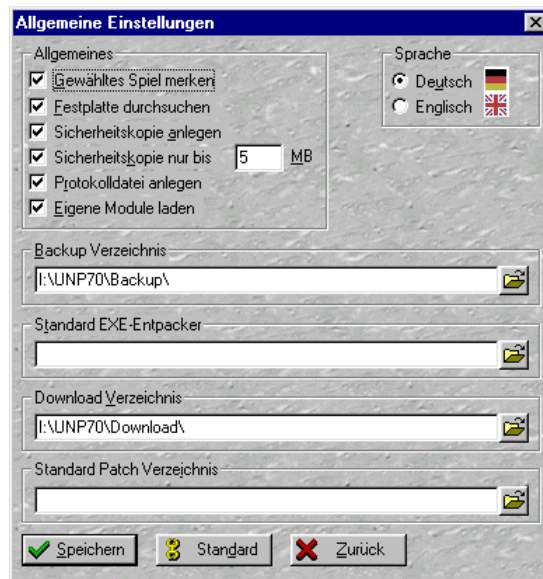 Allgemeine Einstellungen
Allgemeines
Gewähltes Spiel merken
Festplatte durchsuchen
Sicherheitskopie anlegen
Sicherheitskopie nur bis 5 MB
Protokolldatei anlegen
Eigene Module laden
Sprache
Deutsch
Englisch
Backup Verzeichnis
I:\UNP70\Backup\
Standard EXE-Entpacker
Download Verzeichnis
I:\UNP70\Download\
Standard Patch Verzeichnis
Speichern Standard Zurück